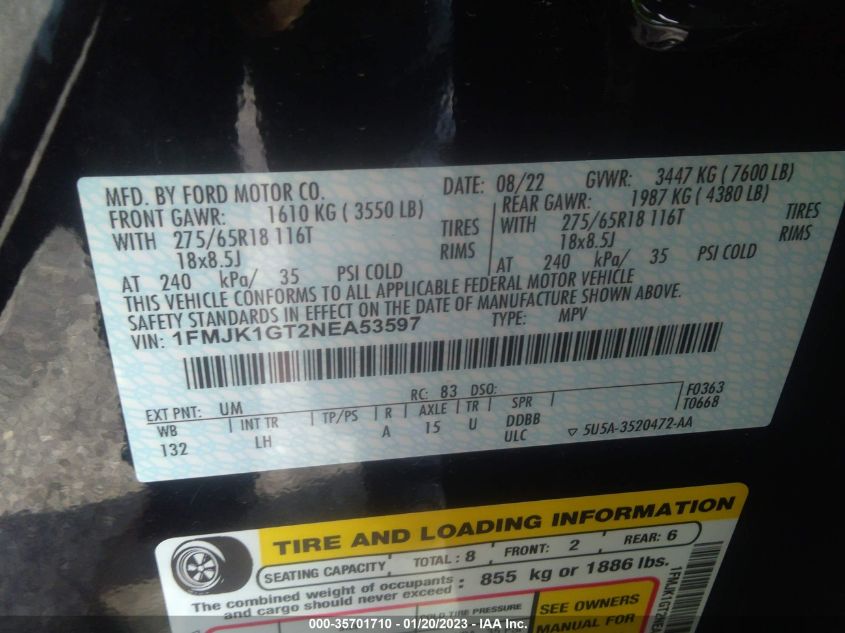 MFD. BY FORD MOTOR CO.
DATE: 08/22 GVWR: 3447 KG ( 7600 LB)
FRONT GAWR: 1610 KG ( 3550 LB)
REAR GAWR: 1987 KG ( 4380 LB)
WITH 275/65R18 116T TIRES
WITH 275/65R18 116T TIRES
18x8.5J RIMS
18x8.5J RIMS
AT 240 kPa/ 35 PSI COLD
AT 240 kPa/ 35 PSI COLD
THIS VEHICLE CONFORMS TO ALL APPLICABLE FEDERAL MOTOR VEHICLE
SAFETY STANDARDS IN EFFECT ON THE DATE OF MANUFACTURE SHOWN ABOVE.
VIN: 1FMJK1GT2NEA53597 TYPE: MPV
EXT PNT: UM RC: 83 DSO:
F0363
T0668
WB INT TR TP/PS R AXLE TR SPR
132 LH A 15 U DDBB
ULC
5U5A-3520472-AA
TIRE AND LOADING INFORMATION
SEATING CAPACITY TOTAL : 8 FRONT: 2 REAR: 6
The combined weight of occupants
and cargo should never exceed : 855 kg or 1886 lbs.
TIRE PRESSURE
SEE OWNERS
MANUAL FOR
000-35701710 - 01/20/2023 - IAA Inc.